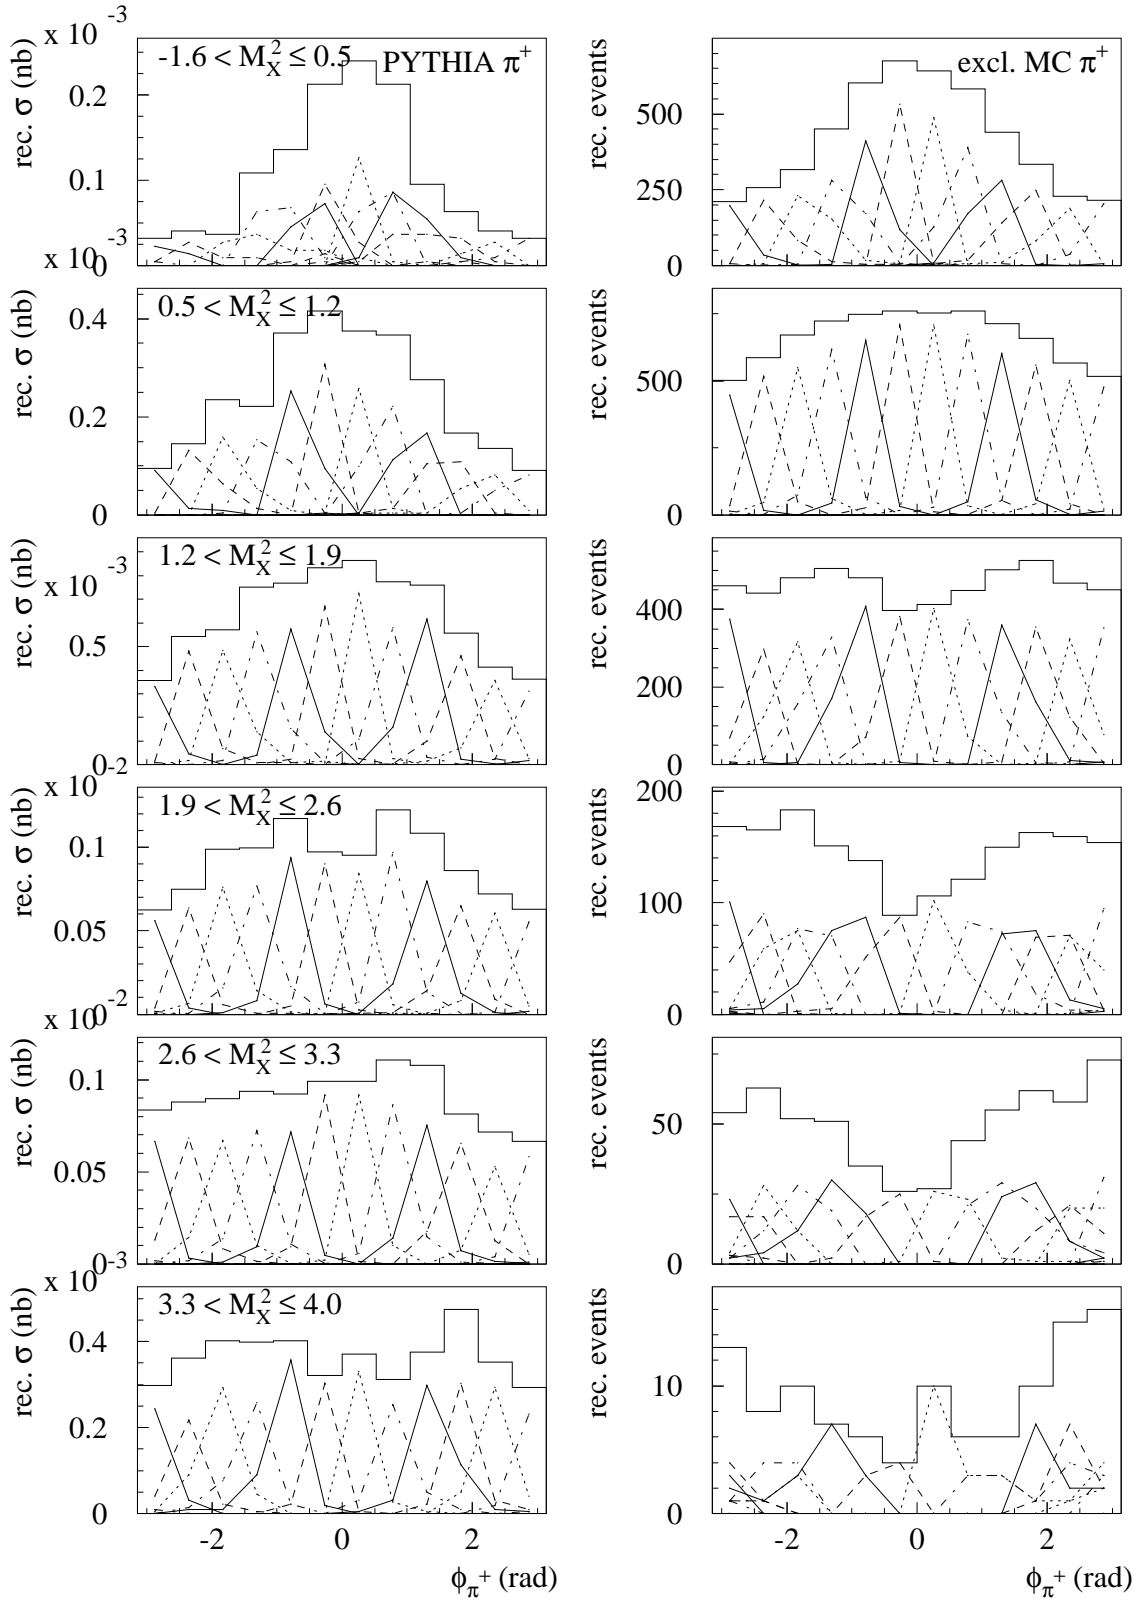 x 10 -3
-1.6 < M_X^2 ≤ 0.5 PYTHIA π+
rec. σ (nb)
0.2
0.1
0
excl. MC π+
rec. events
500
250
0
x 10 -3
0.5 < M_X^2 ≤ 1.2
rec. σ (nb)
0.4
0.2
0
rec. events
500
0
x 10 -3
1.2 < M_X^2 ≤ 1.9
rec. σ (nb)
0.5
0
rec. events
400
200
0
x 10 -2
1.9 < M_X^2 ≤ 2.6
rec. σ (nb)
0.1
0.05
0
rec. events
200
100
0
x 10 -2
2.6 < M_X^2 ≤ 3.3
rec. σ (nb)
0.1
0.05
0
rec. events
50
0
x 10 -3
3.3 < M_X^2 ≤ 4.0
rec. σ (nb)
0.4
0.2
0
-2 0 2
ϕπ+ (rad)
rec. events
10
0
-2 0 2
ϕπ+ (rad)